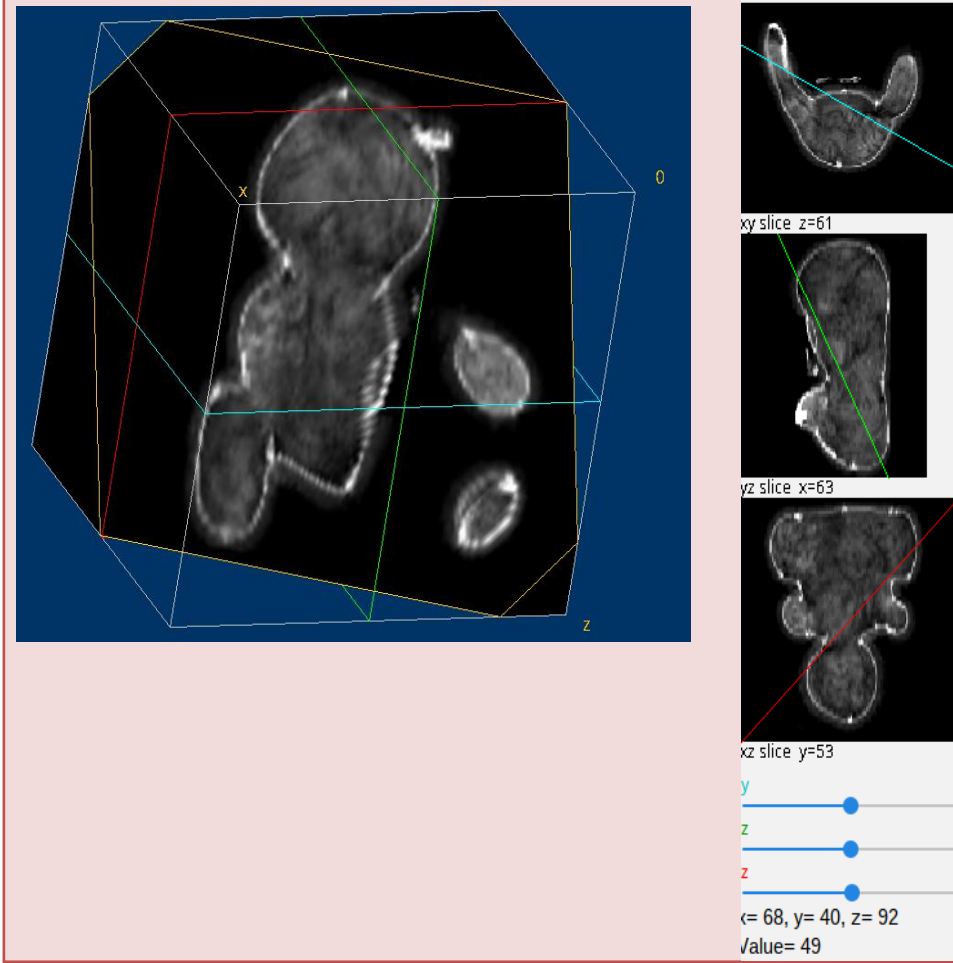 x
0
z
xy slice z=61
yz slice x=63
xz slice y=53
y
z
z
x= 68, y= 40, z= 92
Value= 49